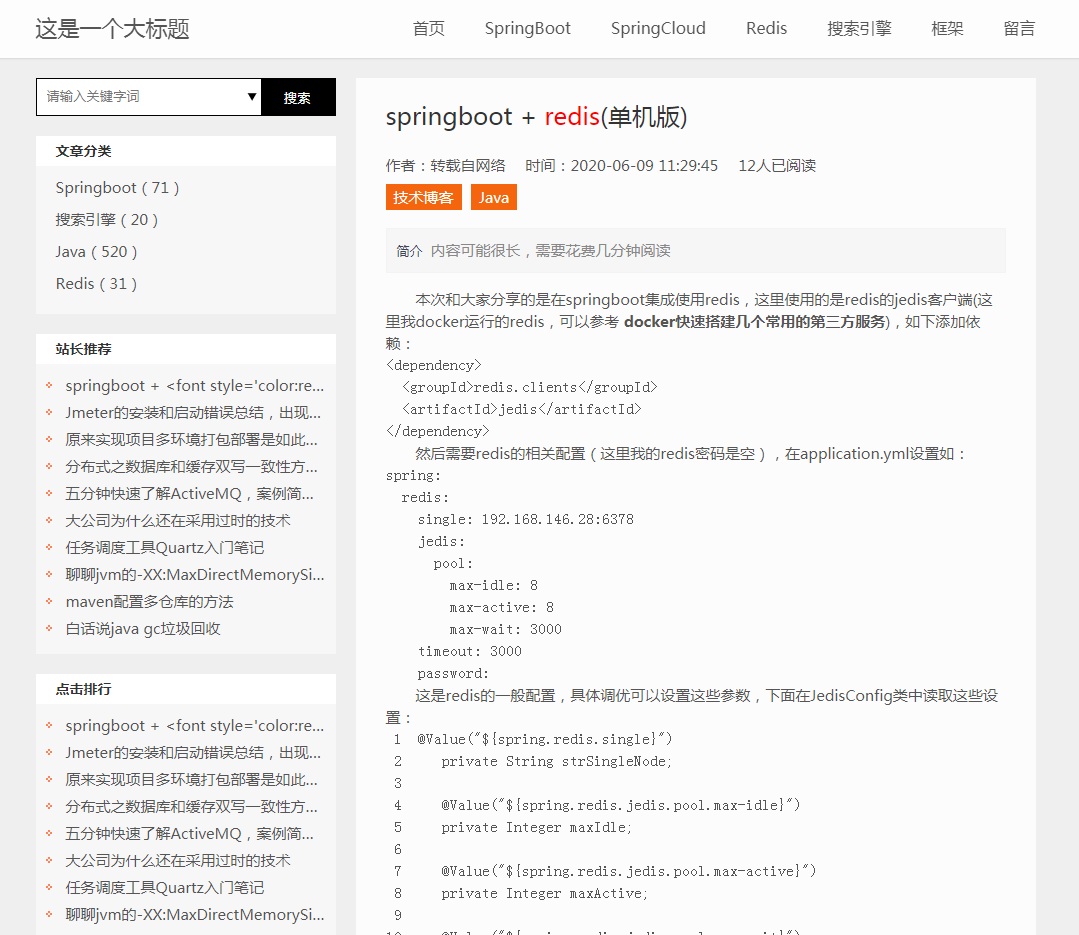 这是一个大标题
首页 SpringBoot SpringCloud Redis 搜索引擎 框架 留言
请输入关键字词 ▼ 搜索
文章分类
Springboot ( 71 )
搜索引擎 ( 20 )
Java ( 520 )
Redis ( 31 )
站长推荐
springboot + <font style='color:re...
Jmeter的安装和启动错误总结，出现...
原来实现项目多环境打包部署是如此...
分布式之数据库和缓存双写一致性方...
五分钟快速了解ActiveMQ，案例简...
大公司为什么还在采用过时的技术
任务调度工具Quartz入门笔记
聊聊jvm的-XX:MaxDirectMemorySi...
maven配置多仓库的方法
白话说java gc垃圾回收
点击排行
springboot + <font style='color:re...
Jmeter的安装和启动错误总结，出现...
原来实现项目多环境打包部署是如此...
分布式之数据库和缓存双写一致性方...
五分钟快速了解ActiveMQ，案例简...
大公司为什么还在采用过时的技术
任务调度工具Quartz入门笔记
聊聊jvm的-XX:MaxDirectMemorySi...
springboot + redis(单机版)
作者：转载自网络 时间：2020-06-09 11:29:45 12人已阅读
技术博客 Java
简介 内容可能很长，需要花费几分钟阅读
本次和大家分享的是在springboot集成使用redis，这里使用的是redis的jedis客户端(这
里我docker运行的redis，可以参考 docker快速搭建几个常用的第三方服务)，如下添加依
赖：
<dependency>
<groupId>redis.clients</groupId>
<artifactId>jedis</artifactId>
</dependency>
然后需要redis的相关配置（这里我的redis密码是空），在application.yml设置如：
spring:
redis:
single: 192.168.146.28:6378
jedis:
pool:
max-idle: 8
max-active: 8
max-wait: 3000
timeout: 3000
password:
这是redis的一般配置，具体调优可以设置这些参数，下面在JedisConfig类中读取这些设
置：
1 @Value("${spring.redis.single}")
2 private String strSingleNode;
3
4 @Value("${spring.redis.jedis.pool.max-idle}")
5 private Integer maxIdle;
6
7 @Value("${spring.redis.jedis.pool.max-active}")
8 private Integer maxActive;
9